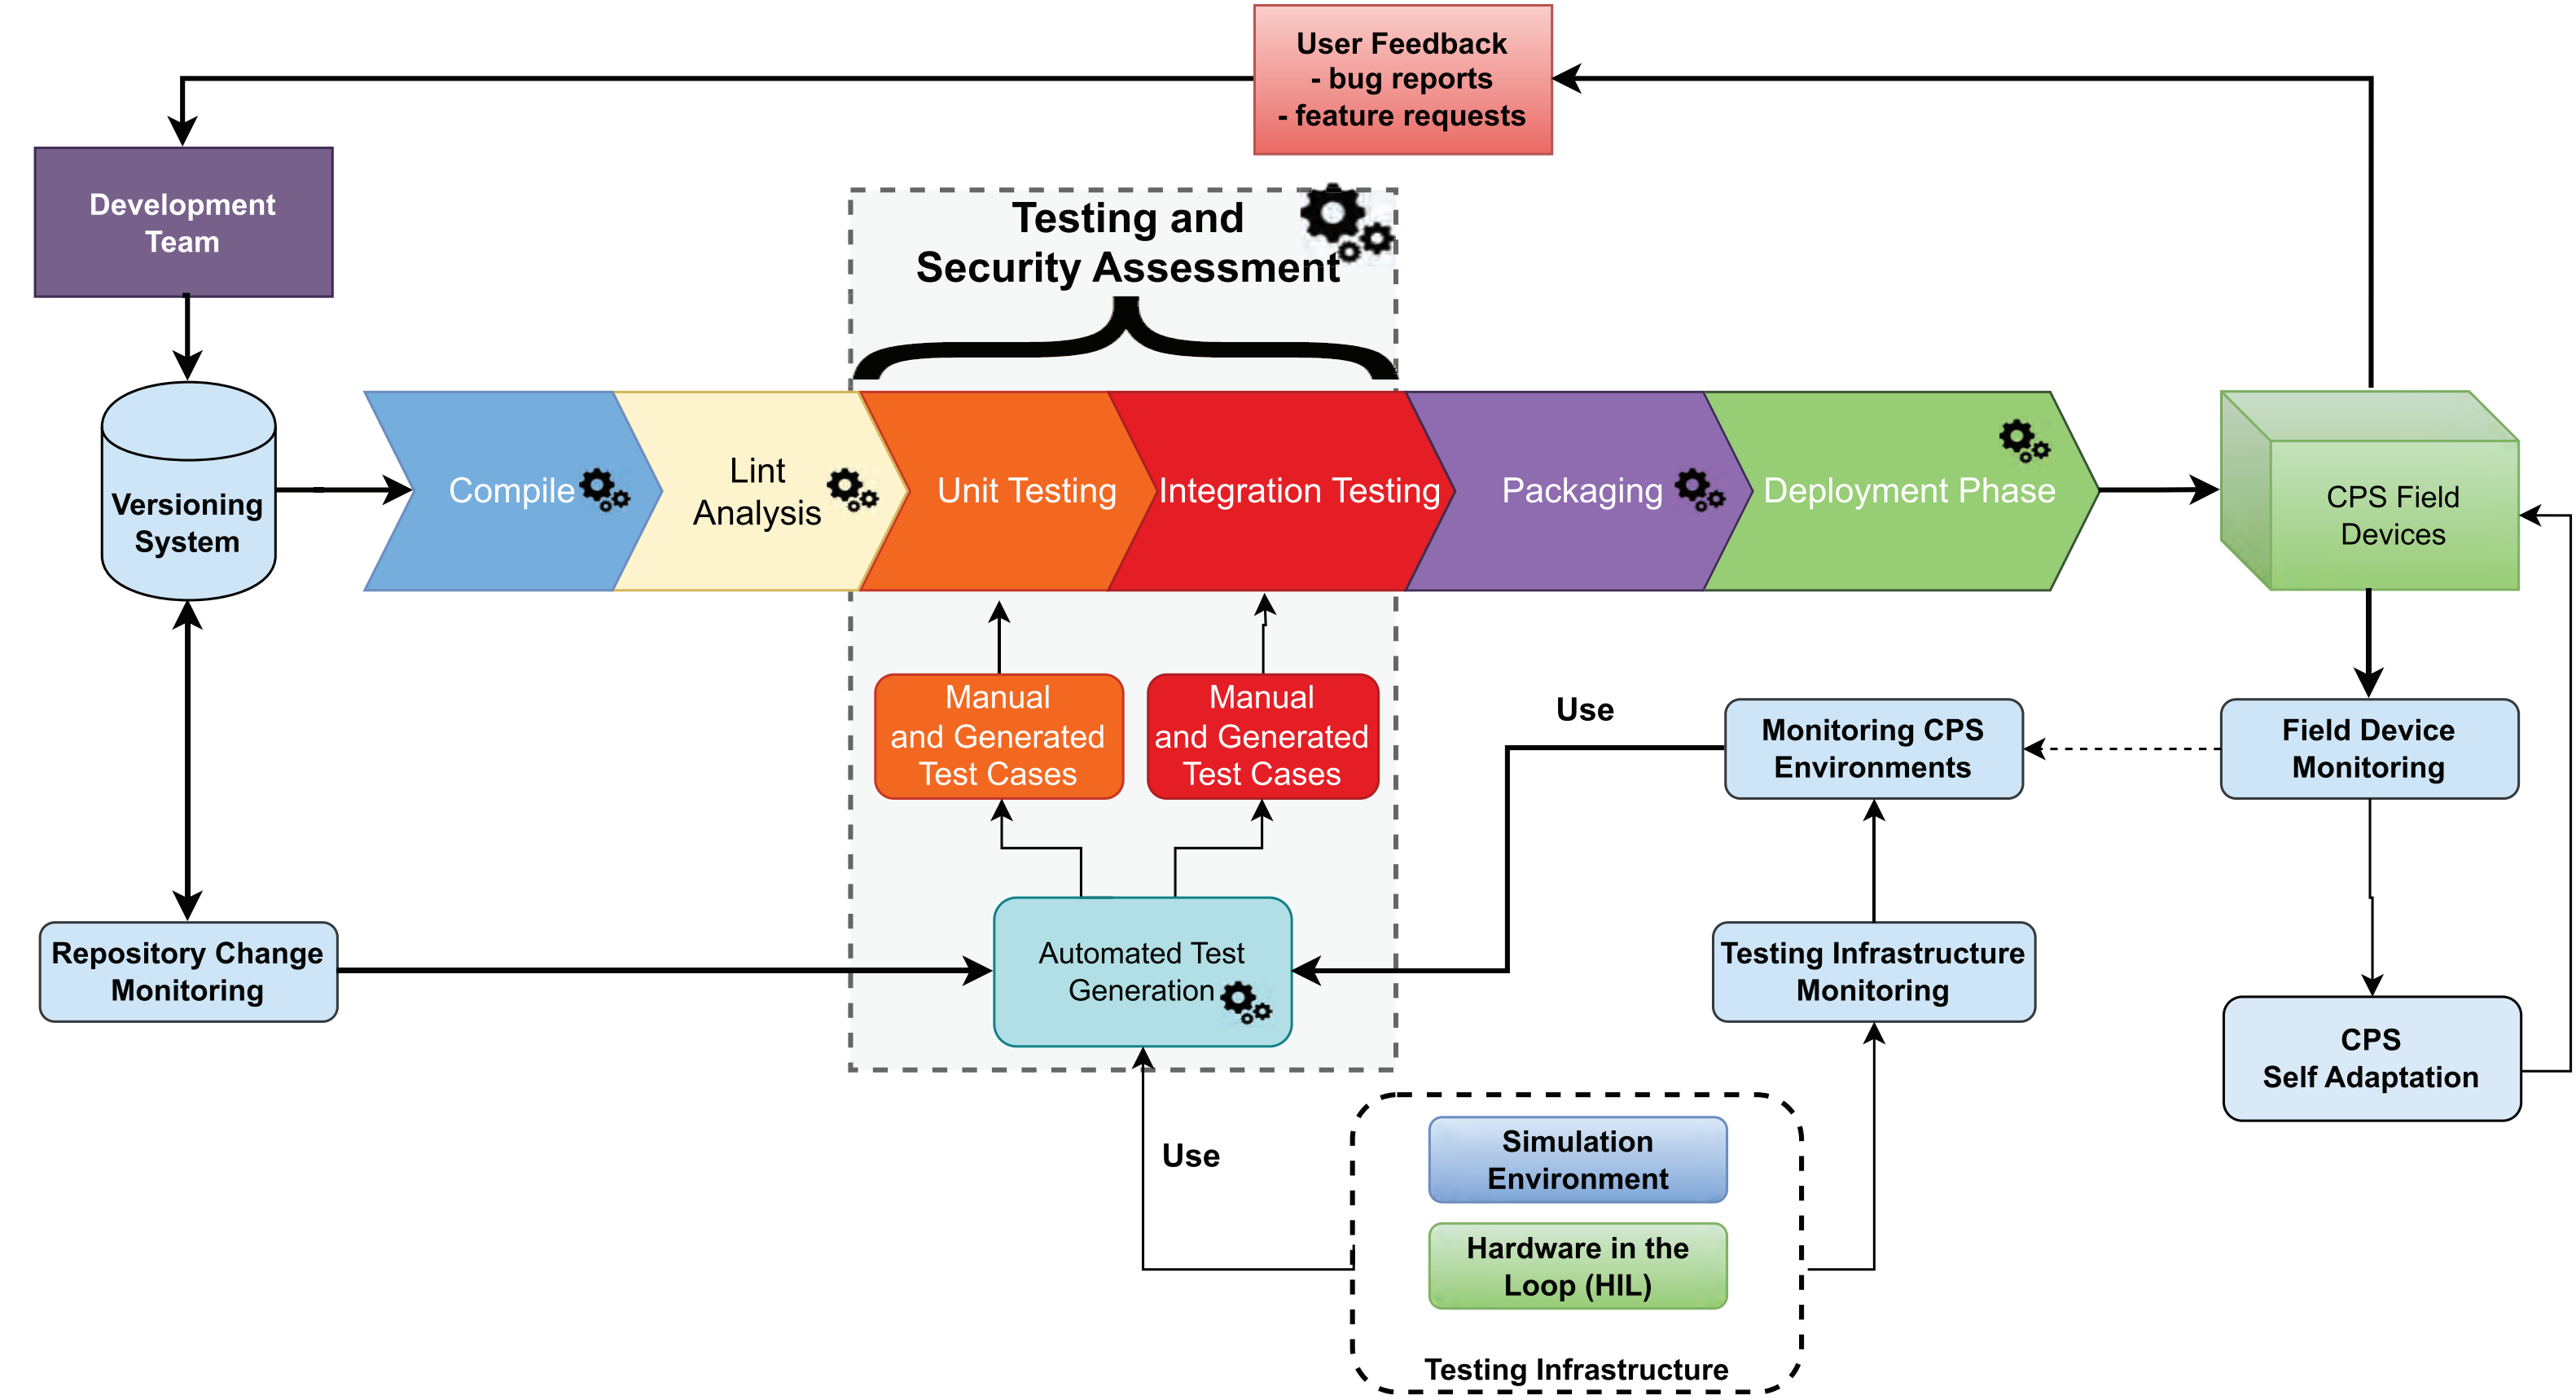 User Feedback
- bug reports
- feature requests
Development
Team
Testing and
Security Assessment
Versioning
System
Compile
Lint
Analysis
Unit Testing
Integration Testing
Packaging
Deployment Phase
CPS Field
Devices
Manual
and Generated
Test Cases
Manual
and Generated
Test Cases
Use
Monitoring CPS
Environments
Field Device
Monitoring
Repository Change
Monitoring
Automated Test
Generation
Testing Infrastructure
Monitoring
CPS
Self Adaptation
Use
Simulation
Environment
Hardware in the
Loop (HIL)
Testing Infrastructure